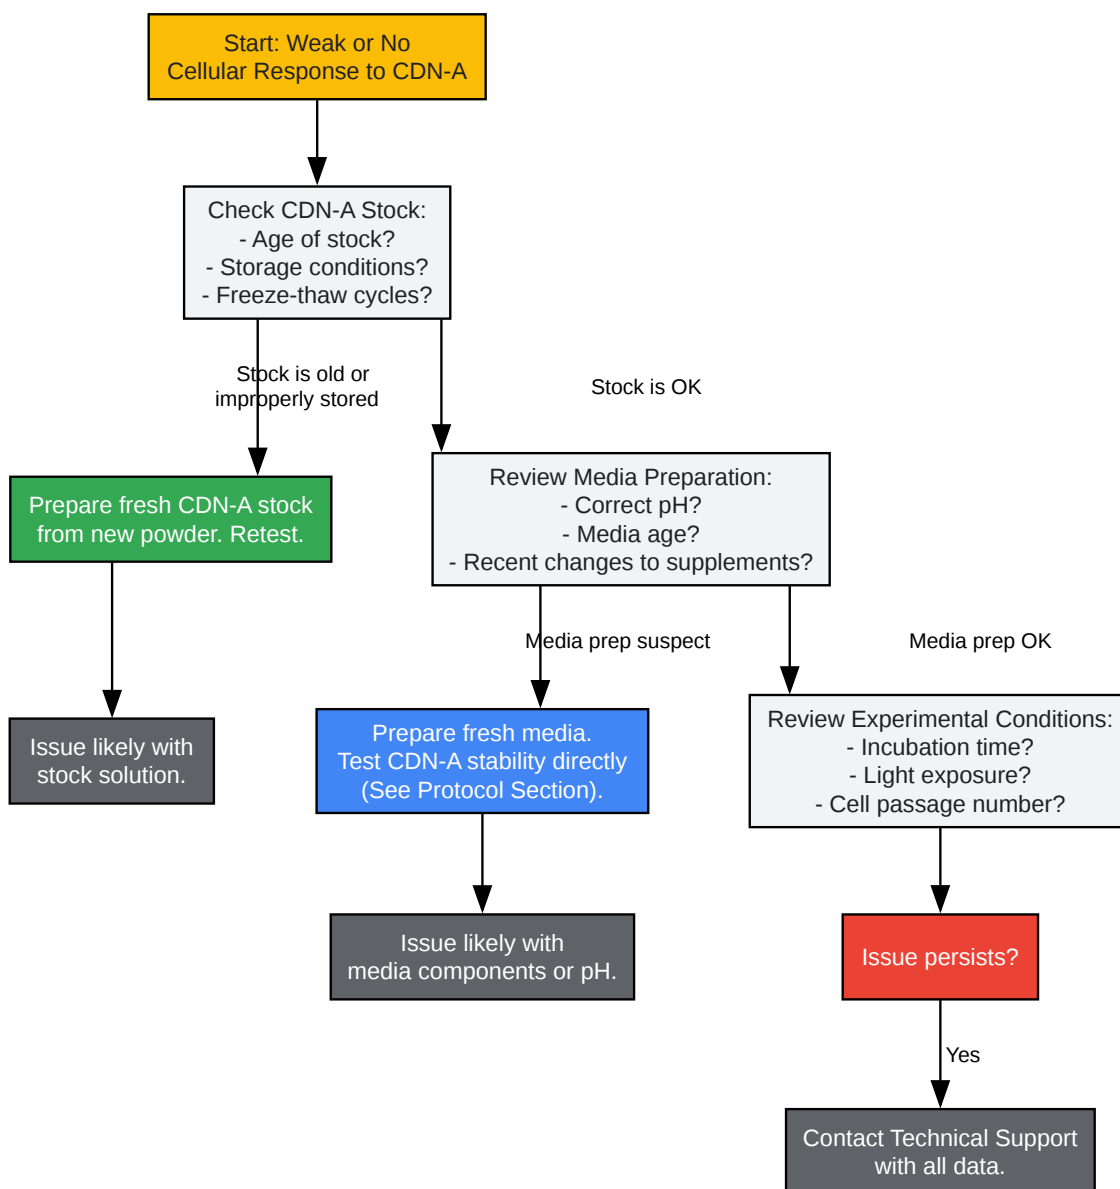 Start: Weak or No
Cellular Response to CDN-A
Check CDN-A Stock:
- Age of stock?
- Storage conditions?
- Freeze-thaw cycles?
Stock is old or
improperly stored
Stock is OK
Prepare fresh CDN-A stock
from new powder. Retest.
Review Media Preparation:
- Correct pH?
- Media age?
- Recent changes to supplements?
Media prep suspect
Media prep OK
Issue likely with
stock solution.
Prepare fresh media.
Test CDN-A stability directly
(See Protocol Section).
Review Experimental Conditions:
- Incubation time?
- Light exposure?
- Cell passage number?
Issue likely with
media components or pH.
Issue persists?
Yes
Contact Technical Support
with all data.